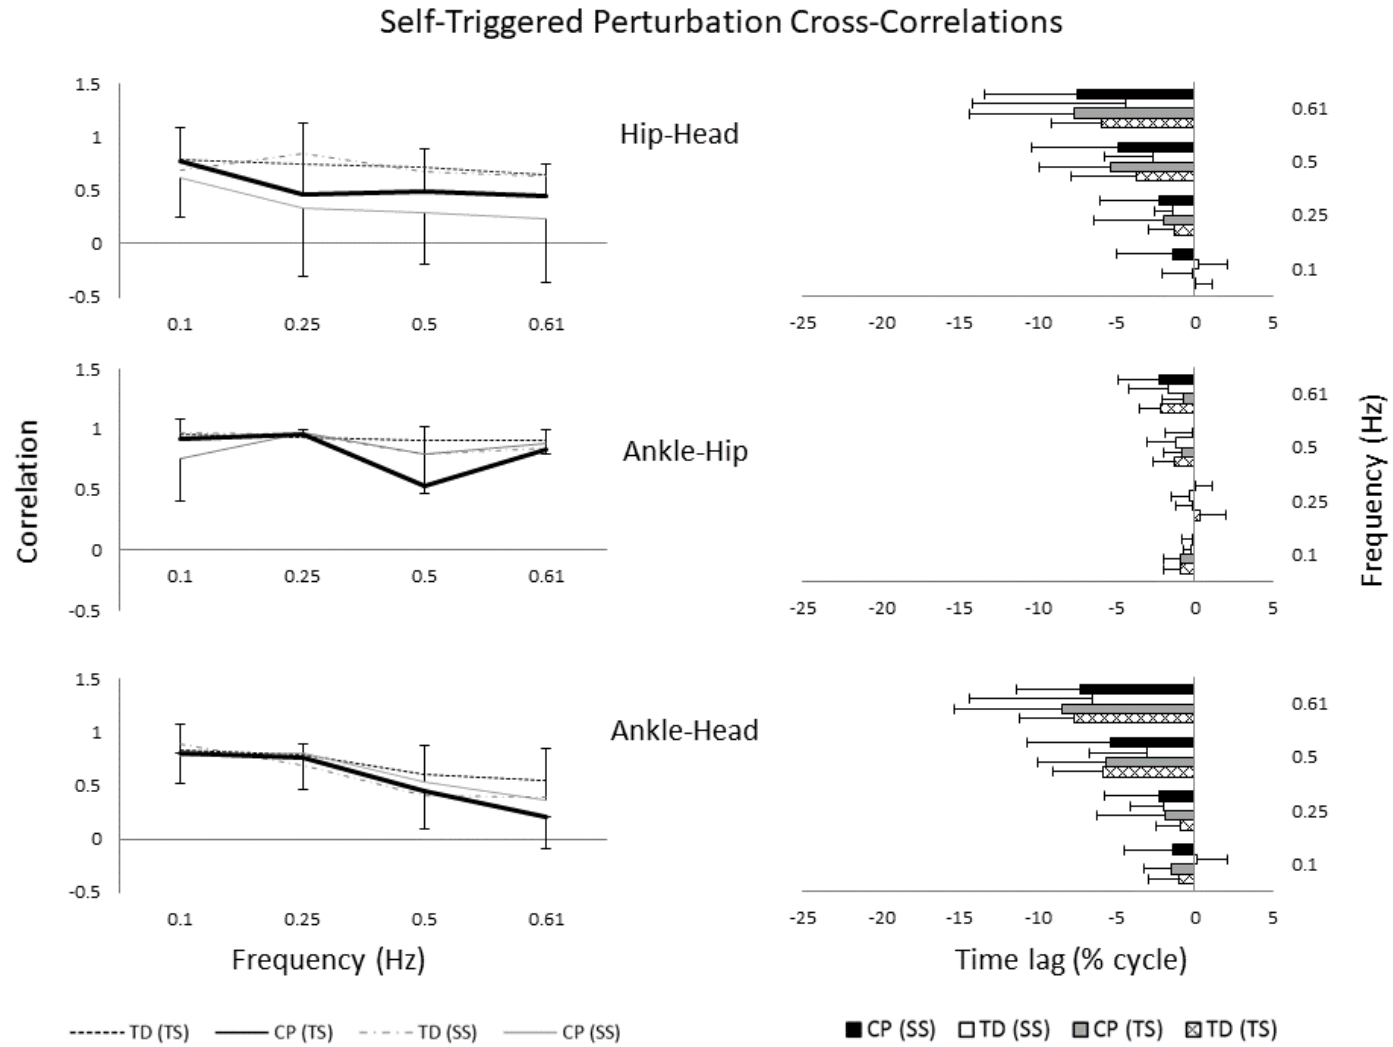 Self-Triggered Perturbation Cross-Correlations
1.5
1
0.5
0
-0.5
0.1 0.25 0.5 0.61
Hip-Head
0.61
0.5
0.25
0.1
-25 -20 -15 -10 -5 0 5
1.5
1
0.5
0
-0.5
0.1 0.25 0.5 0.61
Correlation
Ankle-Hip
0.61
0.5
0.25
0.1
-25 -20 -15 -10 -5 0 5
Frequency (Hz)
1.5
1
0.5
0
-0.5
0.1 0.25 0.5 0.61
Ankle-Head
0.61
0.5
0.25
0.1
-25 -20 -15 -10 -5 0 5
Frequency (Hz)
Time lag (% cycle)
TD (TS) CP (TS) TD (SS) CP (SS)
CP (SS) TD (SS) CP (TS) TD (TS)